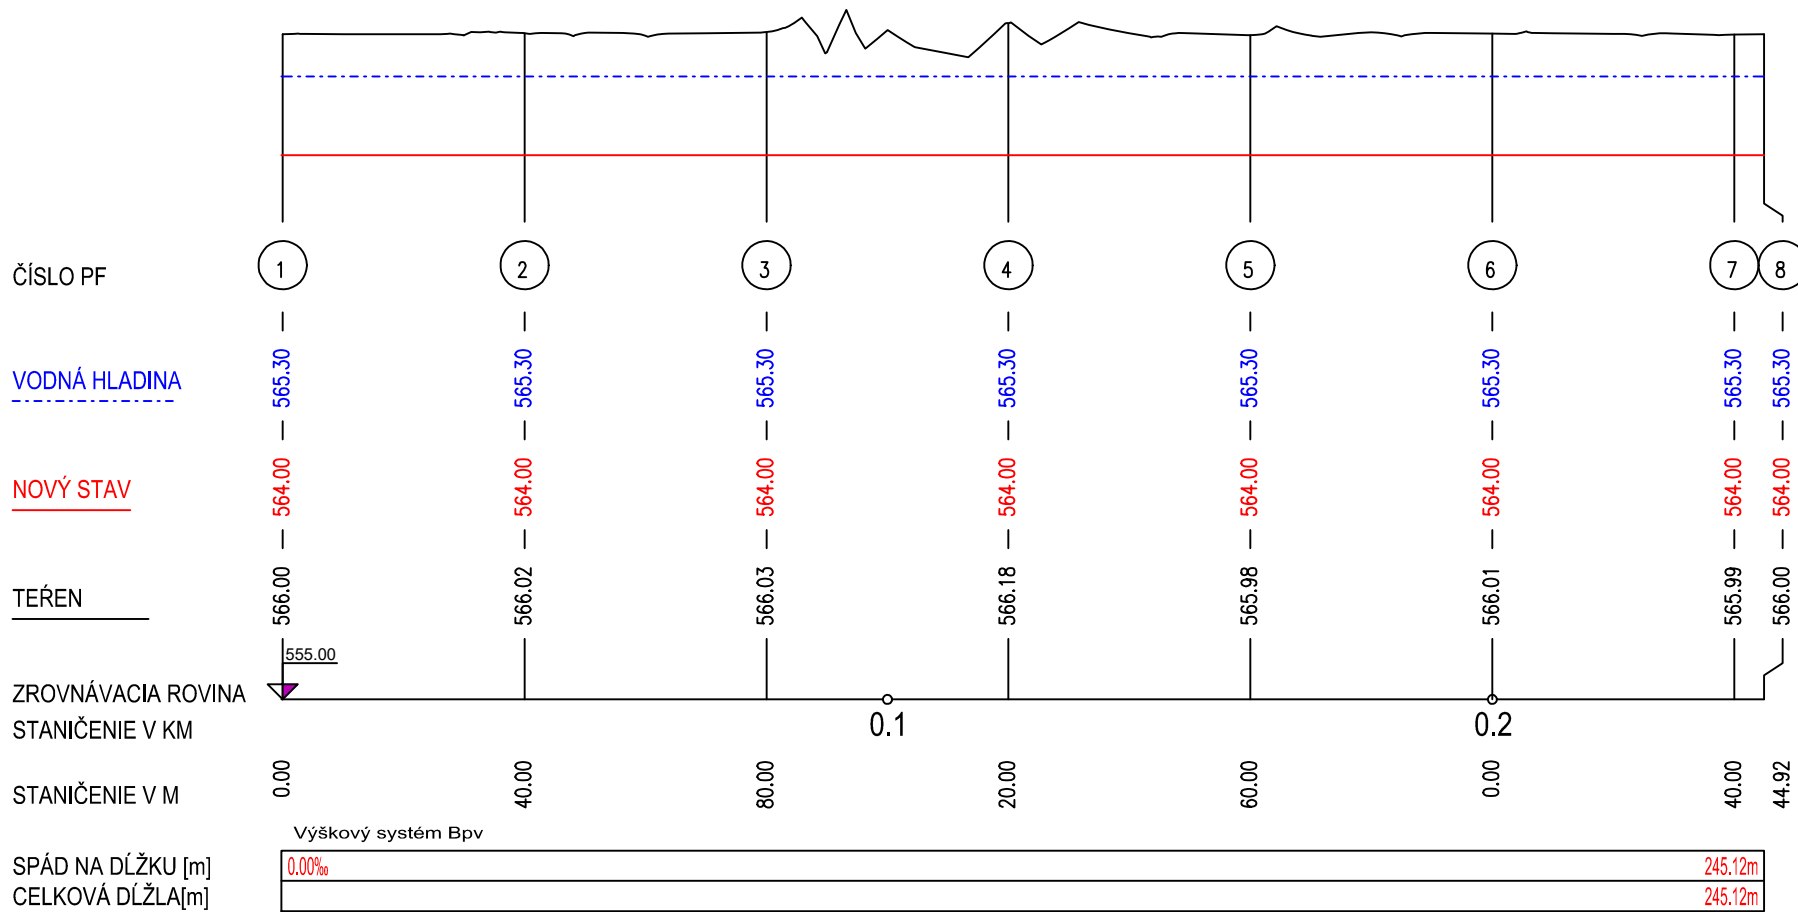 ČÍSLO PF 1 2 3 4 5 6 7 8
VODNÁ HLADINA 565.30 565.30 565.30 565.30 565.30 565.30 565.30 565.30
NOVÝ STAV 564.00 564.00 564.00 564.00 564.00 564.00 564.00 564.00
TEŔEN 566.00 566.02 566.03 566.18 565.98 566.01 565.99 566.00
555.00
ZROVNÁVACIA ROVINA
STANIČENIE V KM 0.1 0.2
STANIČENIE V M 0.00 40.00 80.00 20.00 60.00 0.00 40.00 44.92
Výškový systém Bpv
SPÁD NA DĹŽKU [m] 0.00‰ 245.12m
CELKOVÁ DĹŽLA[m] 245.12m